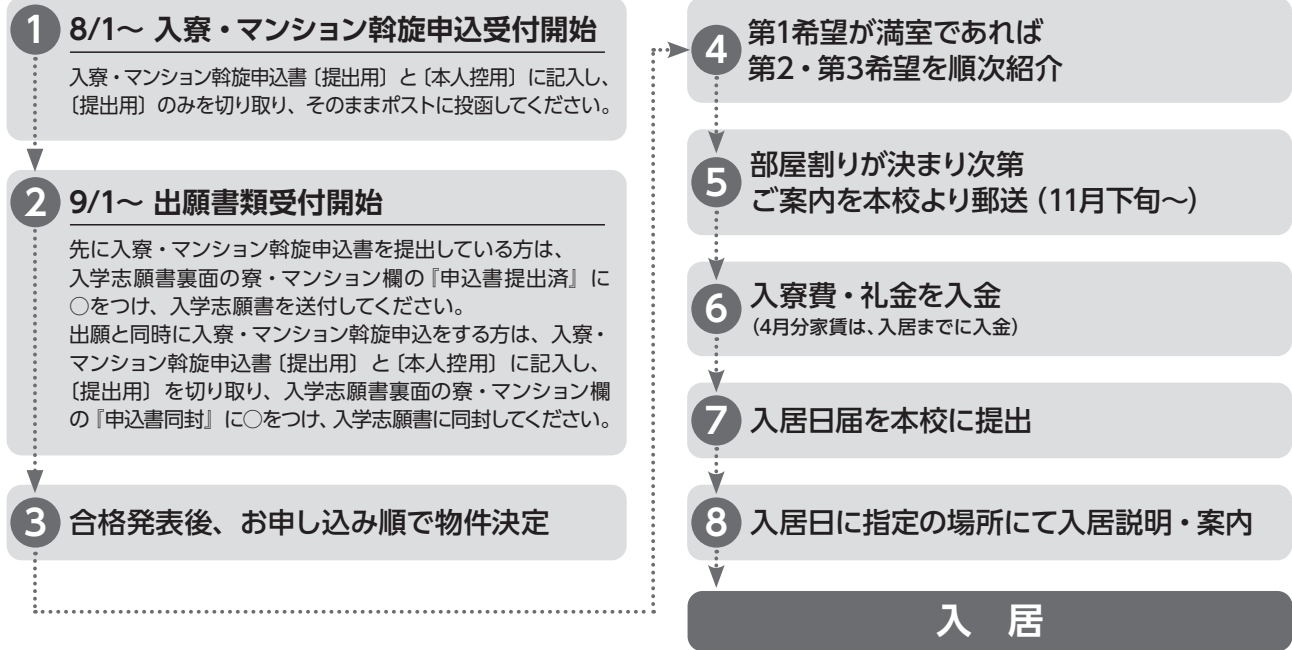 1 8/1～ 入寮・マンション斡旋申込受付開始
入寮・マンション斡旋申込書〔提出用〕と〔本人控用〕に記入し、
〔提出用〕のみを切り取り、そのままポストに投函してください。
2 9/1～ 出願書類受付開始
先に入寮・マンション斡旋申込書を提出している方は、
入学志願書裏面の寮・マンション欄の『申込書提出済』に
○をつけ、入学志願書を送付してください。
出願と同時に入寮・マンション斡旋申込をする方は、入寮・
マンション斡旋申込書〔提出用〕と〔本人控用〕に記入し、
〔提出用〕を切り取り、入学志願書裏面の寮・マンション欄
の『申込書同封』に○をつけ、入学志願書に同封してください。
3 合格発表後、お申し込み順で物件決定
4 第1希望が満室であれば
第2・第3希望を順次紹介
5 部屋割りが決まり次第
ご案内を本校より郵送（11月下旬～）
6 入寮費・礼金を入金
（4月分家賃は、入居までに入金）
7 入居日届を本校に提出
8 入居日に指定の場所にて入居説明・案内
入 居